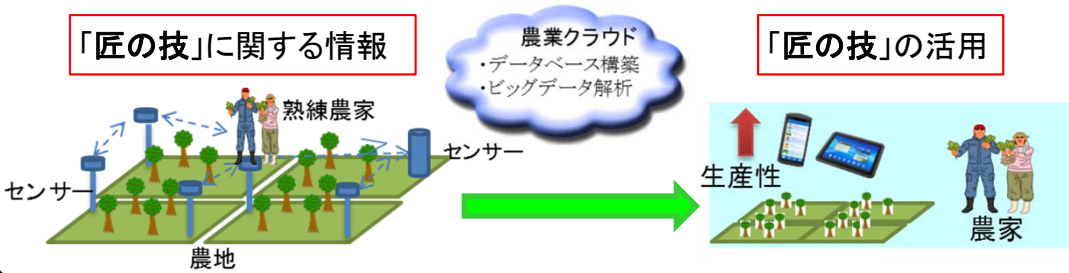 「匠の技」に関する情報
農業クラウド
・データベース構築
・ビッグデータ解析
「匠の技」の活用
熟練農家
センサー
センサー
農地
生産性
農家